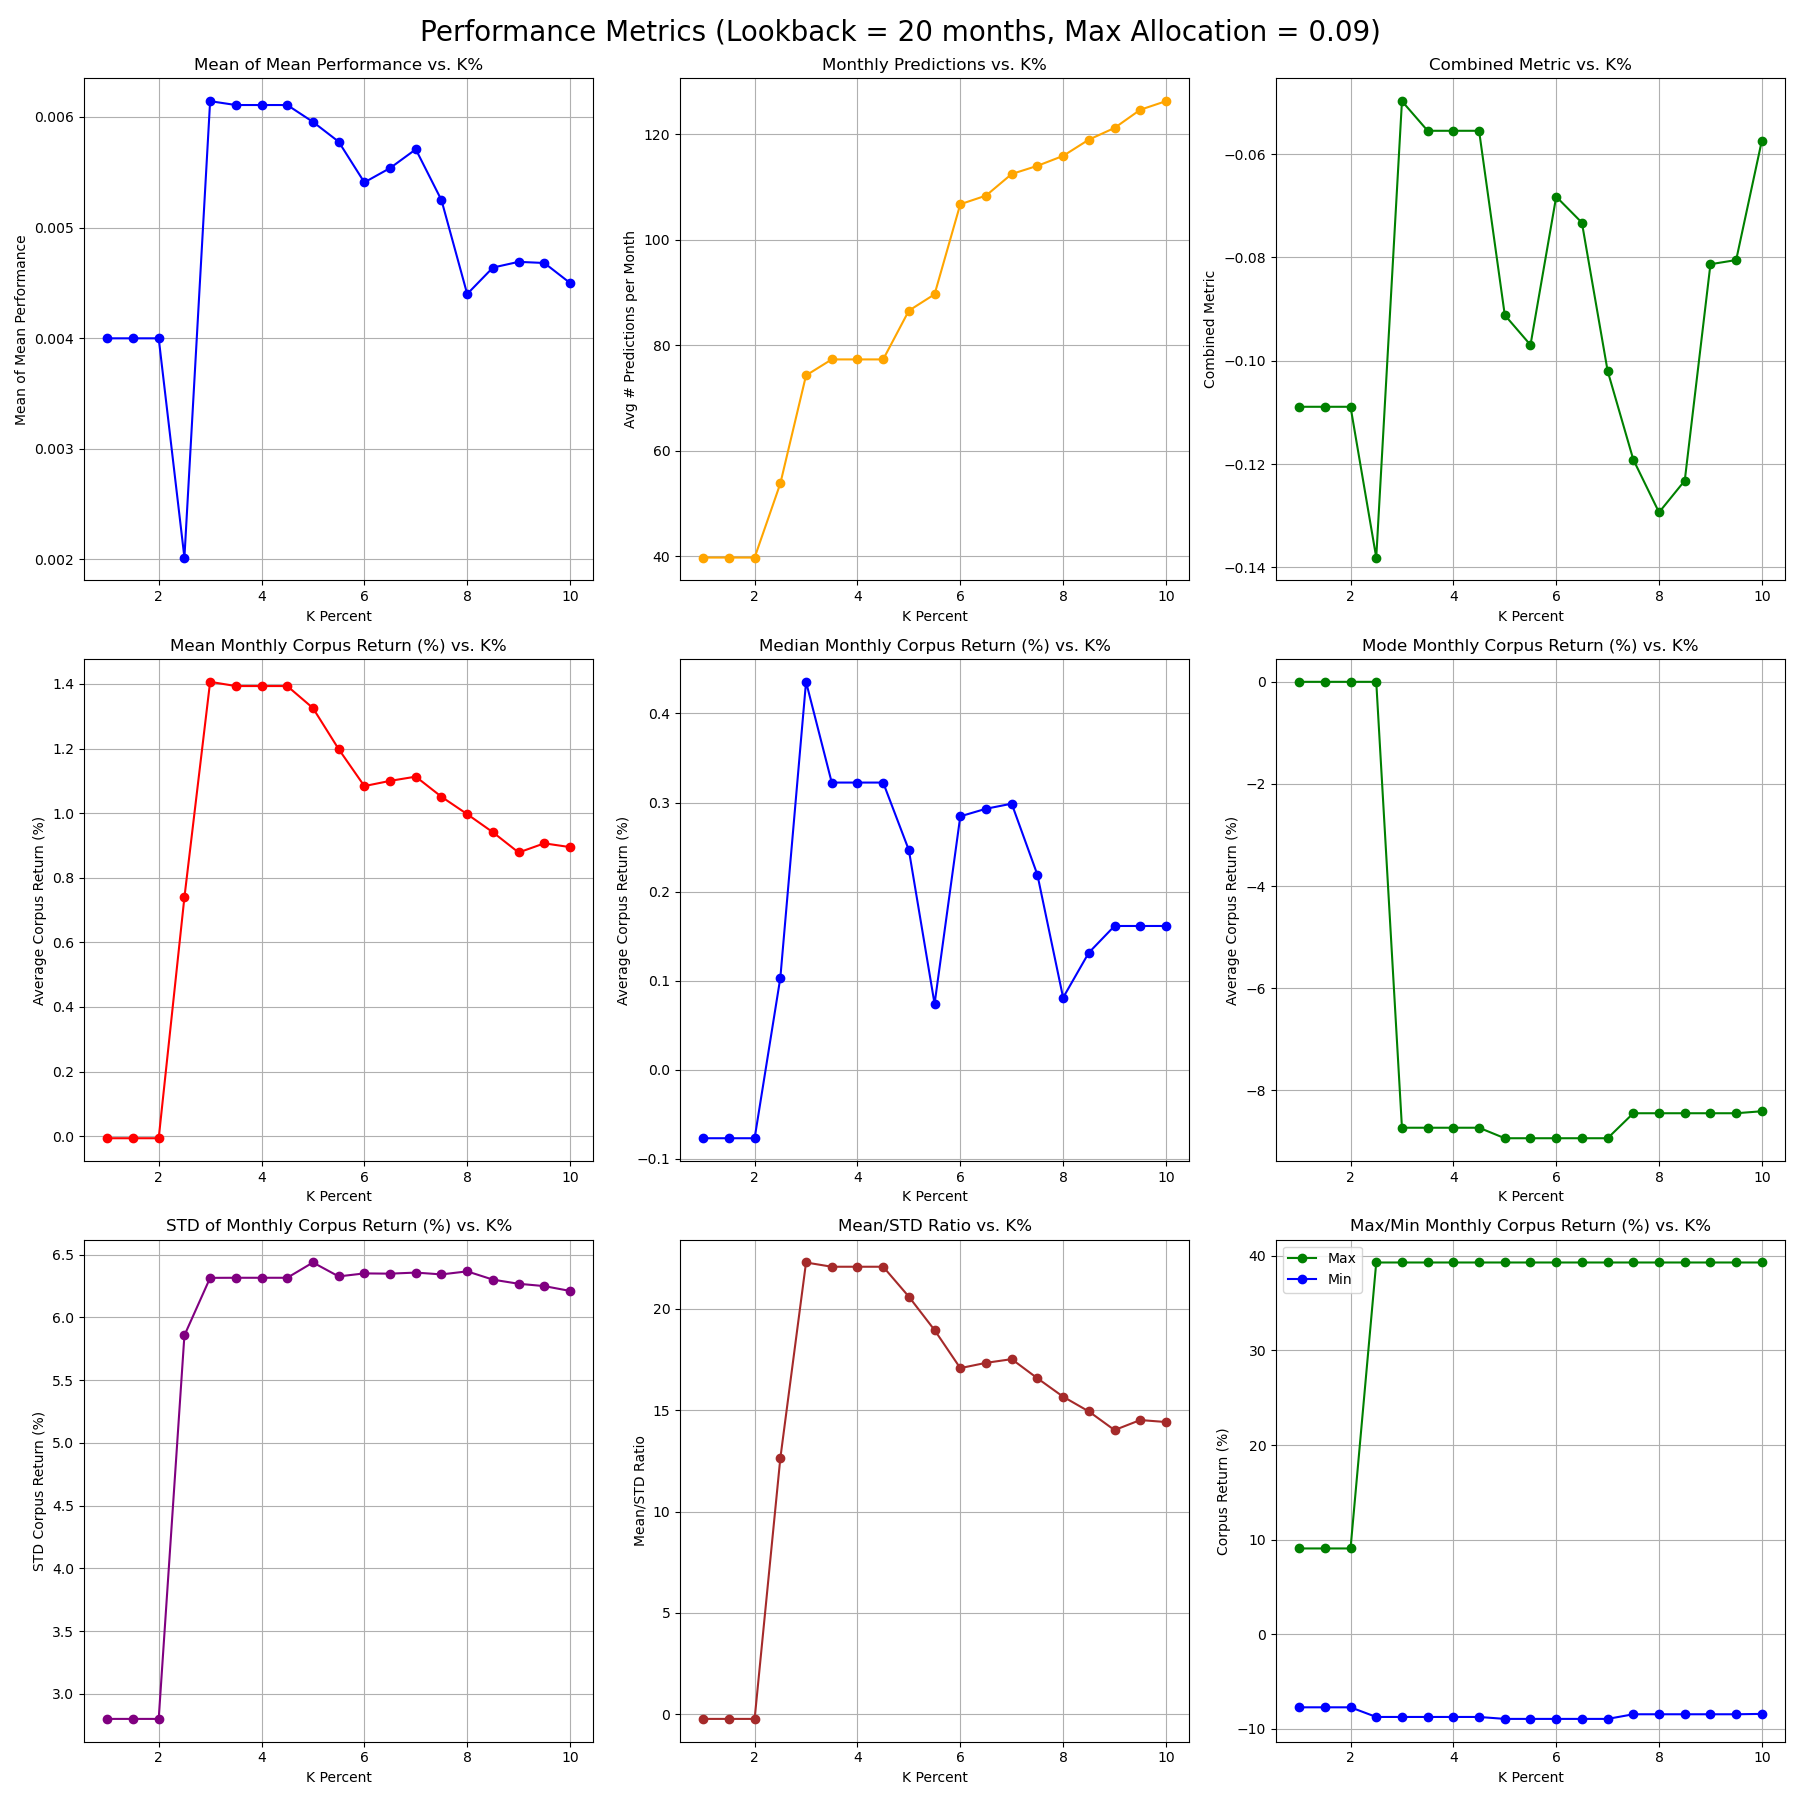 Performance Metrics (Lookback = 20 months, Max Allocation = 0.09)
Mean of Mean Performance vs. K%
Mean of Mean Performance
0.006
0.005
0.004
0.003
0.002
2 4 6 8 10
K Percent
Monthly Predictions vs. K%
Avg # Predictions per Month
120
100
80
60
40
2 4 6 8 10
K Percent
Combined Metric vs. K%
Combined Metric
−0.06
−0.08
−0.10
−0.12
−0.14
2 4 6 8 10
K Percent
Mean Monthly Corpus Return (%) vs. K%
Average Corpus Return (%)
1.4
1.2
1.0
0.8
0.6
0.4
0.2
0.0
2 4 6 8 10
K Percent
Median Monthly Corpus Return (%) vs. K%
Average Corpus Return (%)
0.4
0.3
0.2
0.1
0.0
−0.1
2 4 6 8 10
K Percent
Mode Monthly Corpus Return (%) vs. K%
Average Corpus Return (%)
0
−2
−4
−6
−8
2 4 6 8 10
K Percent
STD of Monthly Corpus Return (%) vs. K%
STD Corpus Return (%)
6.5
6.0
5.5
5.0
4.5
4.0
3.5
3.0
2 4 6 8 10
K Percent
Mean/STD Ratio vs. K%
Mean/STD Ratio
20
15
10
5
0
2 4 6 8 10
K Percent
Max/Min Monthly Corpus Return (%) vs. K%
Max
Min
Corpus Return (%)
40
30
20
10
0
−10
2 4 6 8 10
K Percent